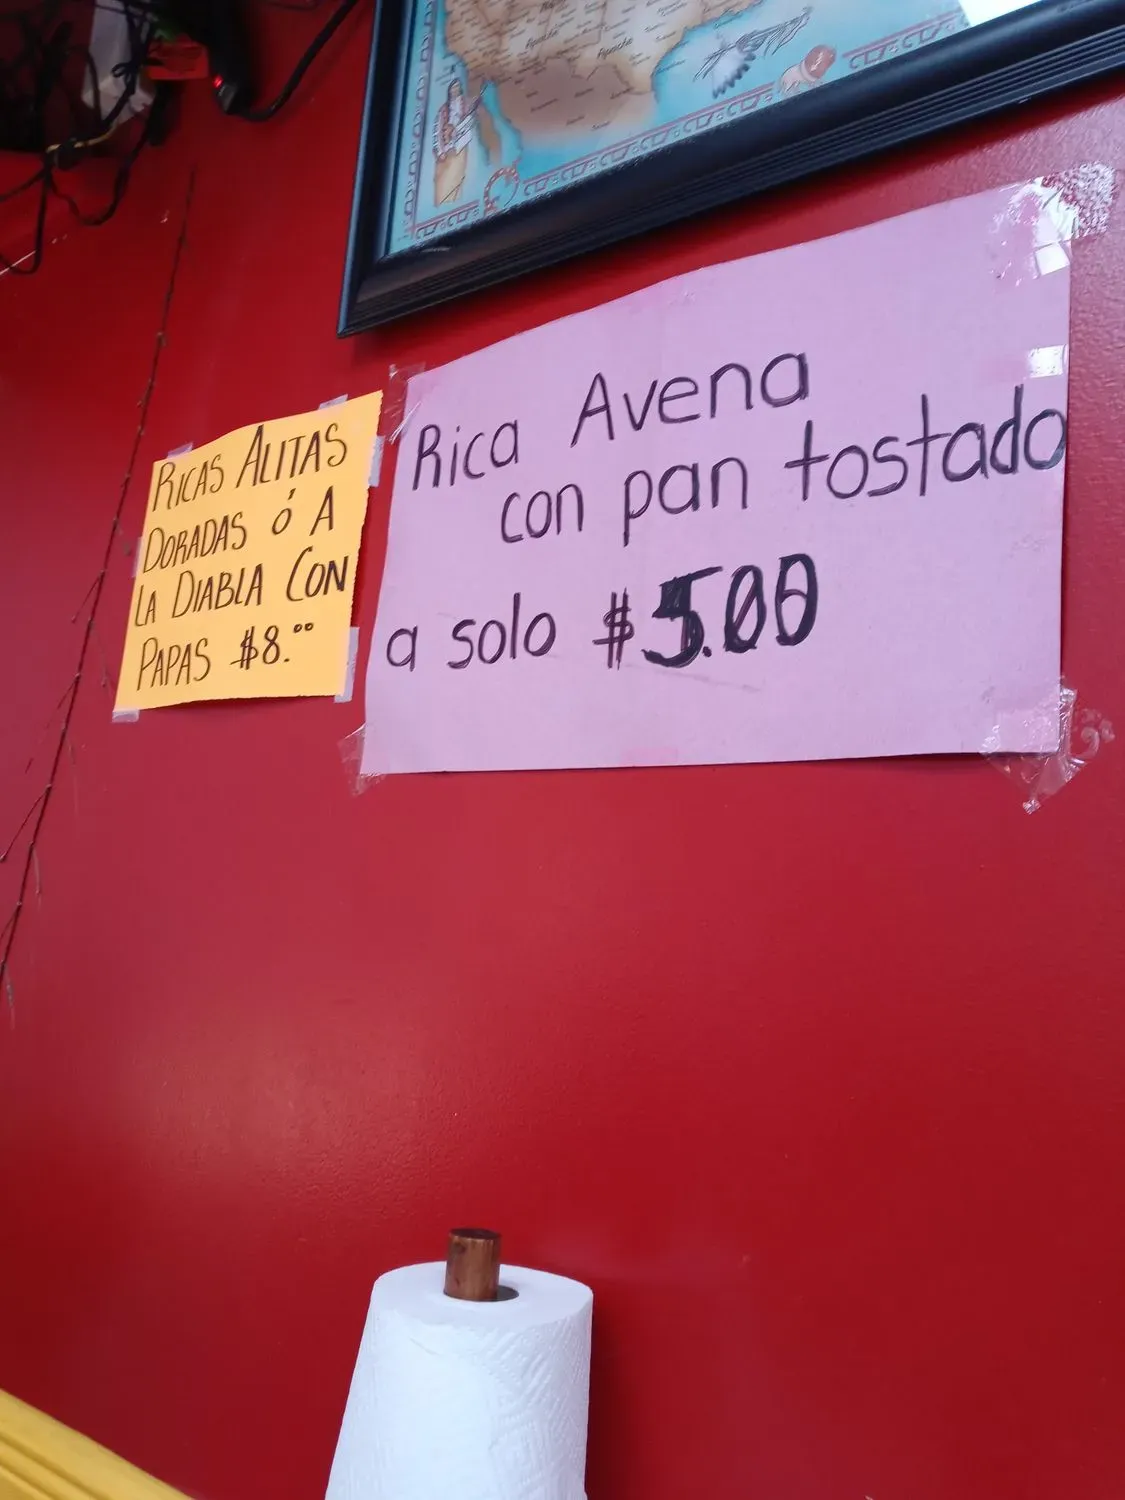 RICAS ALITAS
DORADAS ó A
LA DIABLA CON
PAPAS $8.00
Rica Avena
con pan tostado
a solo $5.00